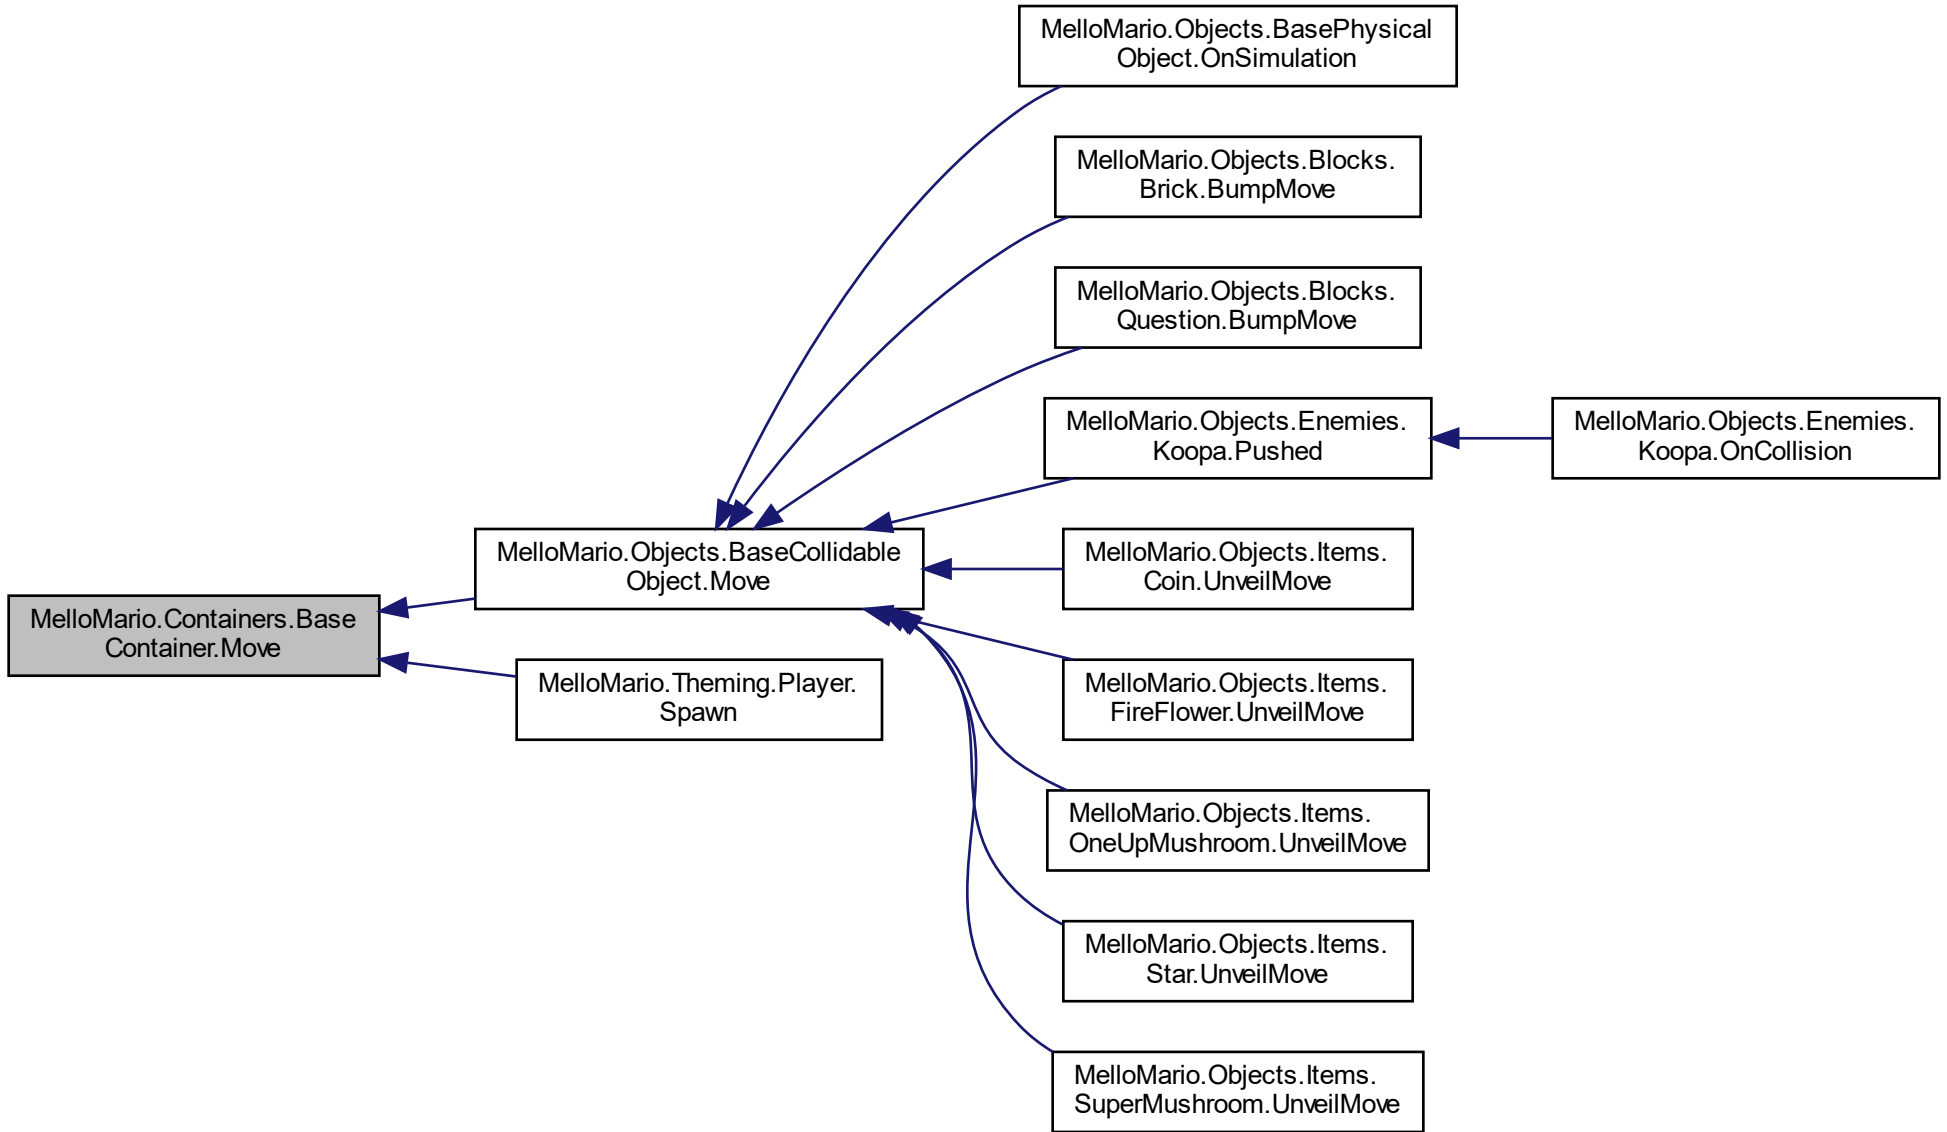 MelloMario.Objects.BasePhysical
Object.OnSimulation
MelloMario.Objects.Blocks.
Brick.BumpMove
MelloMario.Objects.Blocks.
Question.BumpMove
MelloMario.Objects.Enemies.
Koopa.Pushed
MelloMario.Objects.Enemies.
Koopa.OnCollision
MelloMario.Objects.BaseCollidable
Object.Move
MelloMario.Objects.Items.
Coin.UnveilMove
MelloMario.Containers.Base
Container.Move
MelloMario.Theming.Player.
Spawn
MelloMario.Objects.Items.
FireFlower.UnveilMove
MelloMario.Objects.Items.
OneUpMushroom.UnveilMove
MelloMario.Objects.Items.
Star.UnveilMove
MelloMario.Objects.Items.
SuperMushroom.UnveilMove